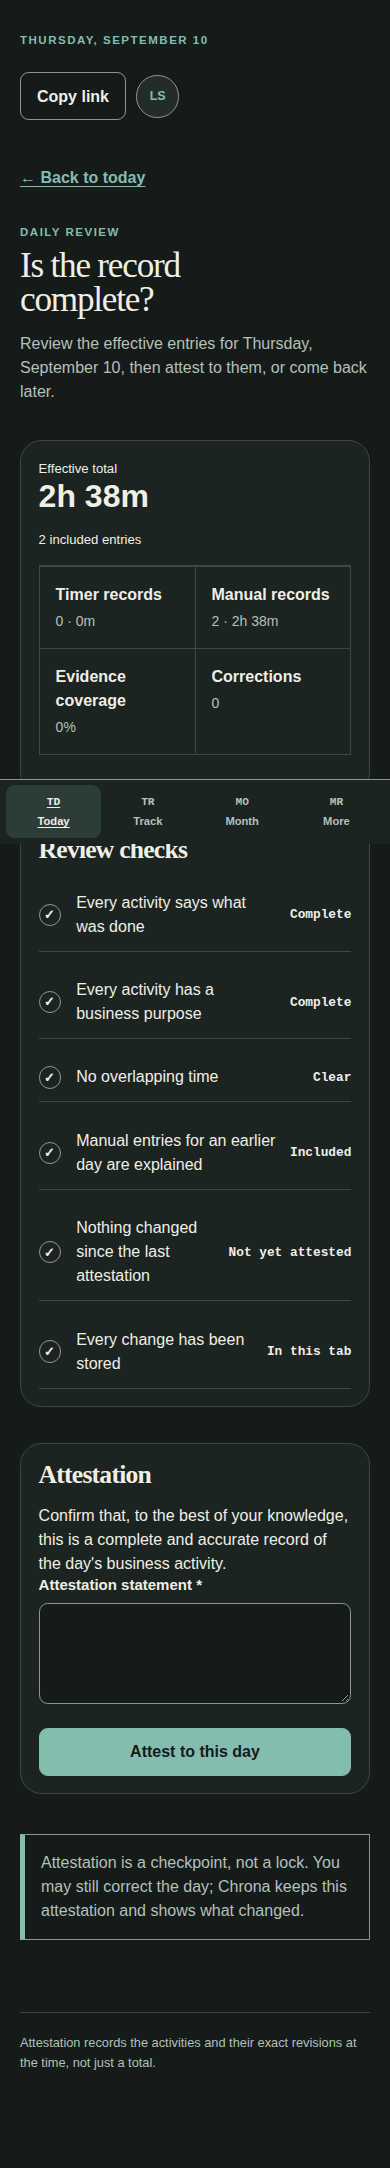 THURSDAY, SEPTEMBER 10
Copy link
LS
← Back to today
DAILY REVIEW
Is the record
complete?
Review the effective entries for Thursday,
September 10, then attest to them, or come back
later.
Effective total
2h 38m
2 included entries
Timer records
0 · 0m
Manual records
2 · 2h 38m
Evidence
coverage
0%
Corrections
0
TD
Today
TR
Track
MO
Month
MR
More
Review checks
✓
Every activity says what
was done
Complete
✓
Every activity has a
business purpose
Complete
✓
No overlapping time
Clear
✓
Manual entries for an earlier
day are explained
Included
✓
Nothing changed
since the last
attestation
Not yet attested
✓
Every change has been
stored
In this tab
Attestation
Confirm that, to the best of your knowledge,
this is a complete and accurate record of
the day's business activity.
Attestation statement *
Attest to this day
Attestation is a checkpoint, not a lock. You
may still correct the day; Chrona keeps this
attestation and shows what changed.
Attestation records the activities and their exact revisions at
the time, not just a total.